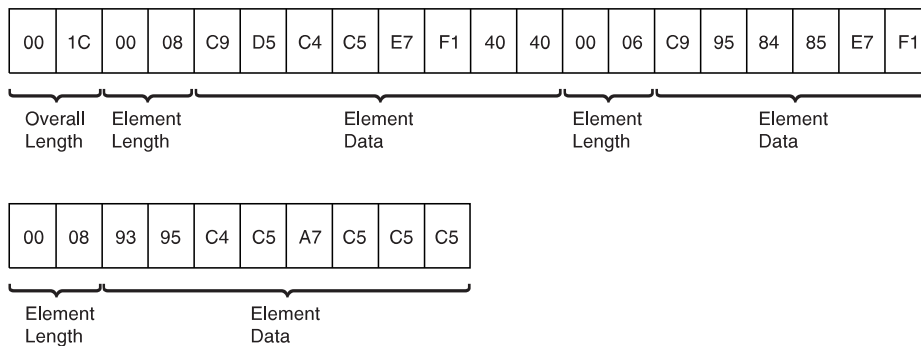 00 1C 00 08 C9 D5 C4 C5 E7 F1 40 40 00 06 C9 95 84 85 E7 F1
Overall Length
Element Length
Element Data
Element Length
Element Data
00 08 93 95 C4 C5 A7 C5 C5 C5
Element Length
Element Data